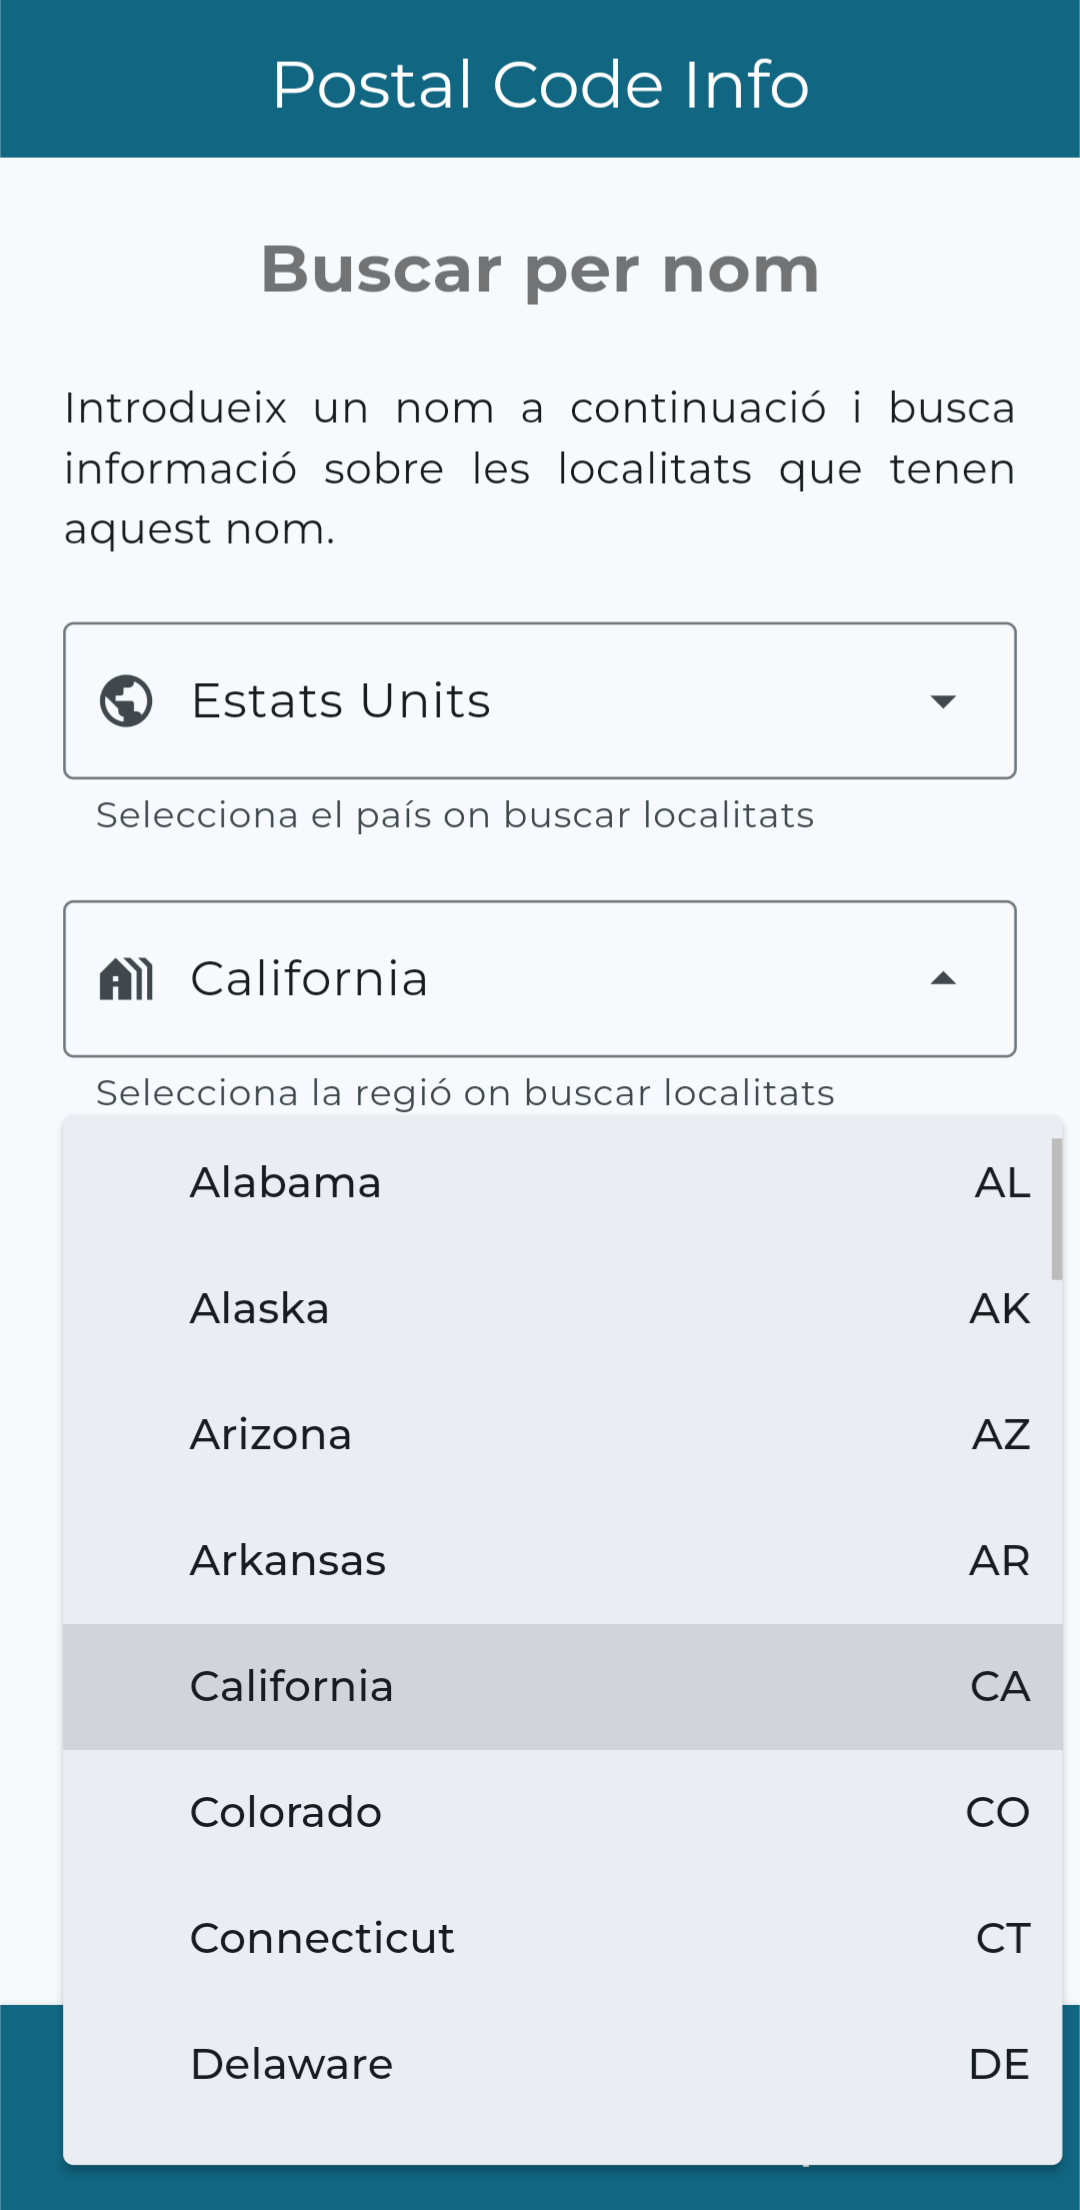 Postal Code Info
Buscar per nom
Introdueix un nom a continuació i busca
informació sobre les localitats que tenen
aquest nom.
Estats Units
Selecciona el país on buscar localitats
California
Selecciona la regió on buscar localitats
Alabama AL
Alaska AK
Arizona AZ
Arkansas AR
California CA
Colorado CO
Connecticut CT
Delaware DE